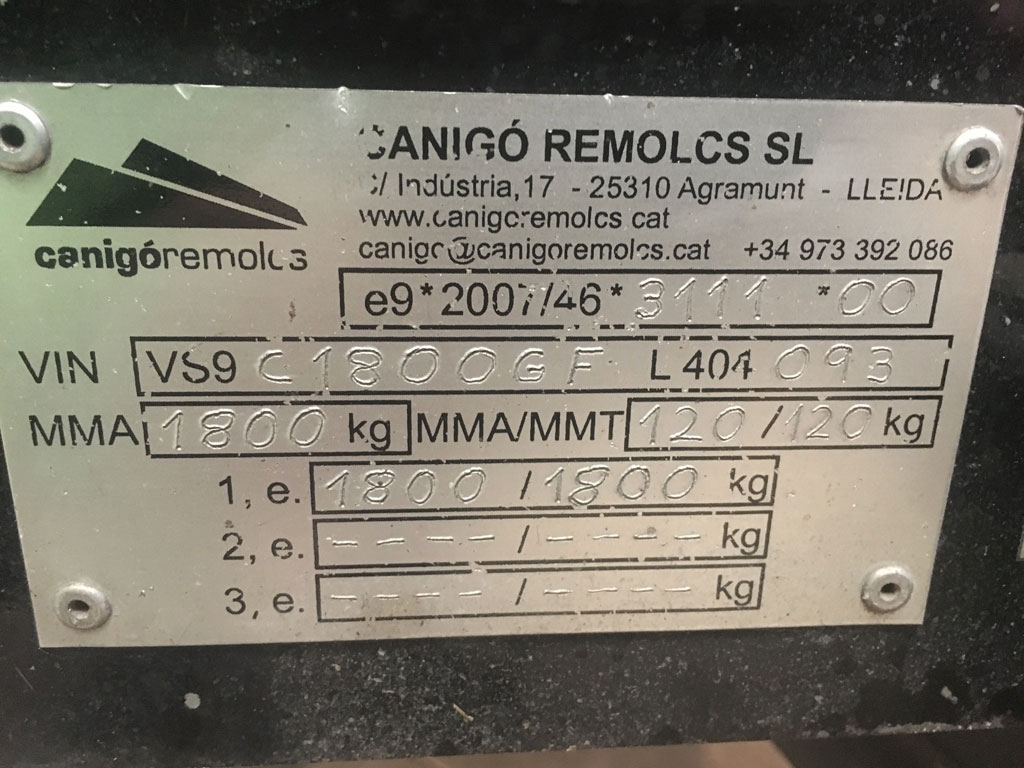 CANIGÓ REMOLCS SL
C/ Indústria,17 - 25310 Agramunt - LLEIDA
www.canigoremolcs.cat
canigo@canigoremolcs.cat +34 973 392 086
canigóremolcs
e9*2007/46*3111 *00
VIN VS9C1800GF L404093
MMA 1800 kg MMA/MMT 120/120 kg
1, e. 1800 / 1800 kg
2, e. ---- / ---- kg
3, e. ---- / ---- kg